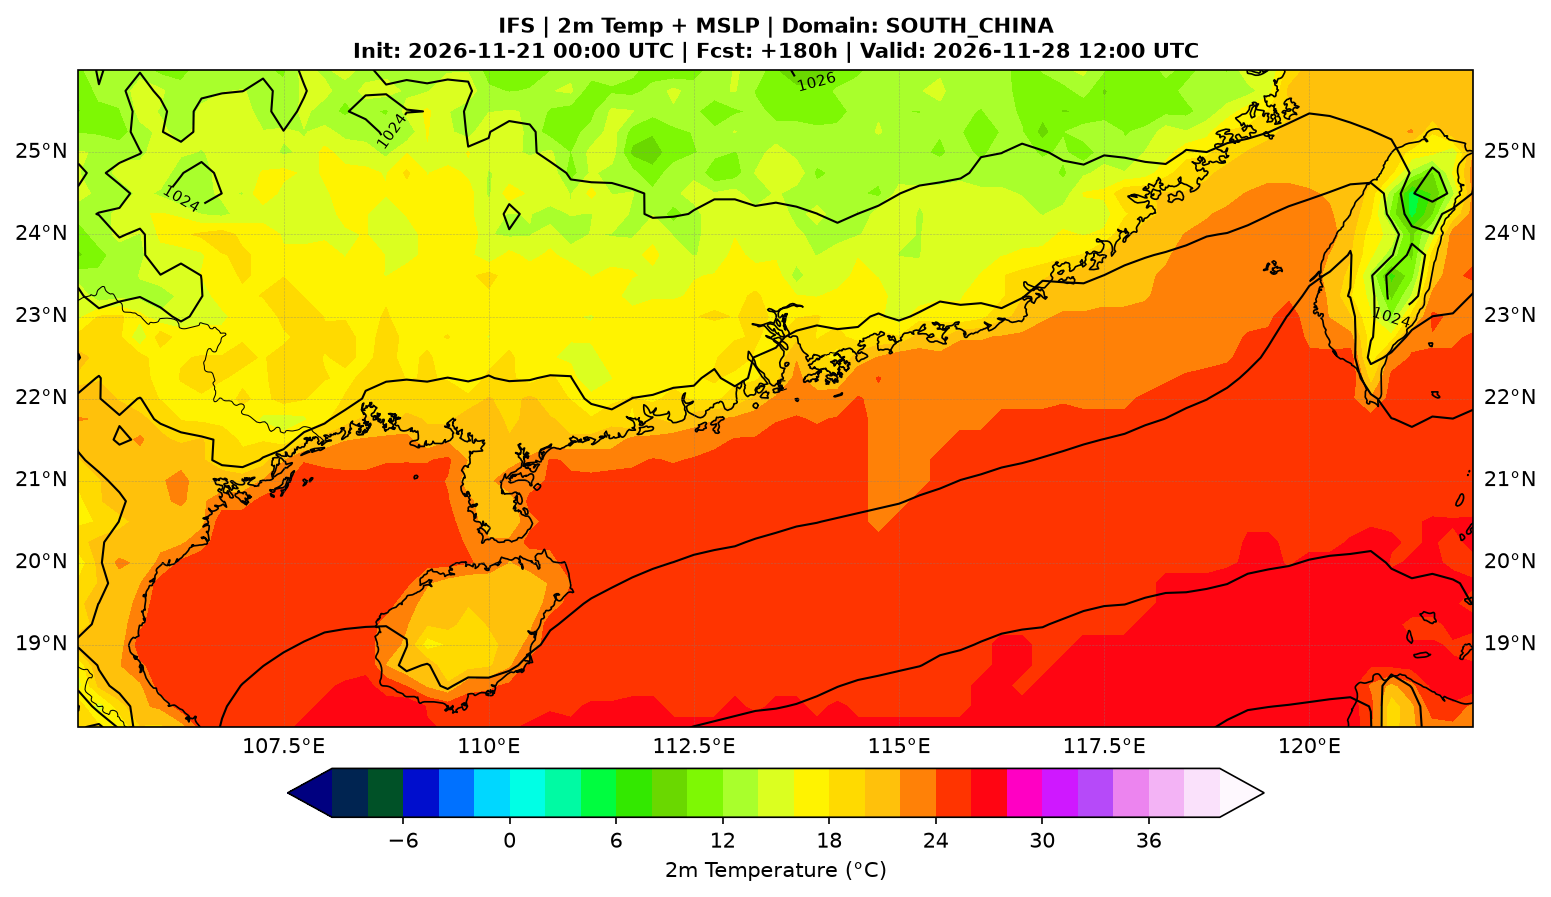 IFS | 2m Temp + MSLP | Domain: SOUTH_CHINA
Init: 2026-11-21 00:00 UTC | Fcst: +180h | Valid: 2026-11-28 12:00 UTC
1026
1024
25°N 25°N
1024
24°N 24°N
23°N 1024 23°N
22°N 22°N
21°N 21°N
20°N 20°N
19°N 19°N
107.5°E 110°E 112.5°E 115°E 117.5°E 120°E
−6 0 6 12 18 24 30 36
2m Temperature (°C)